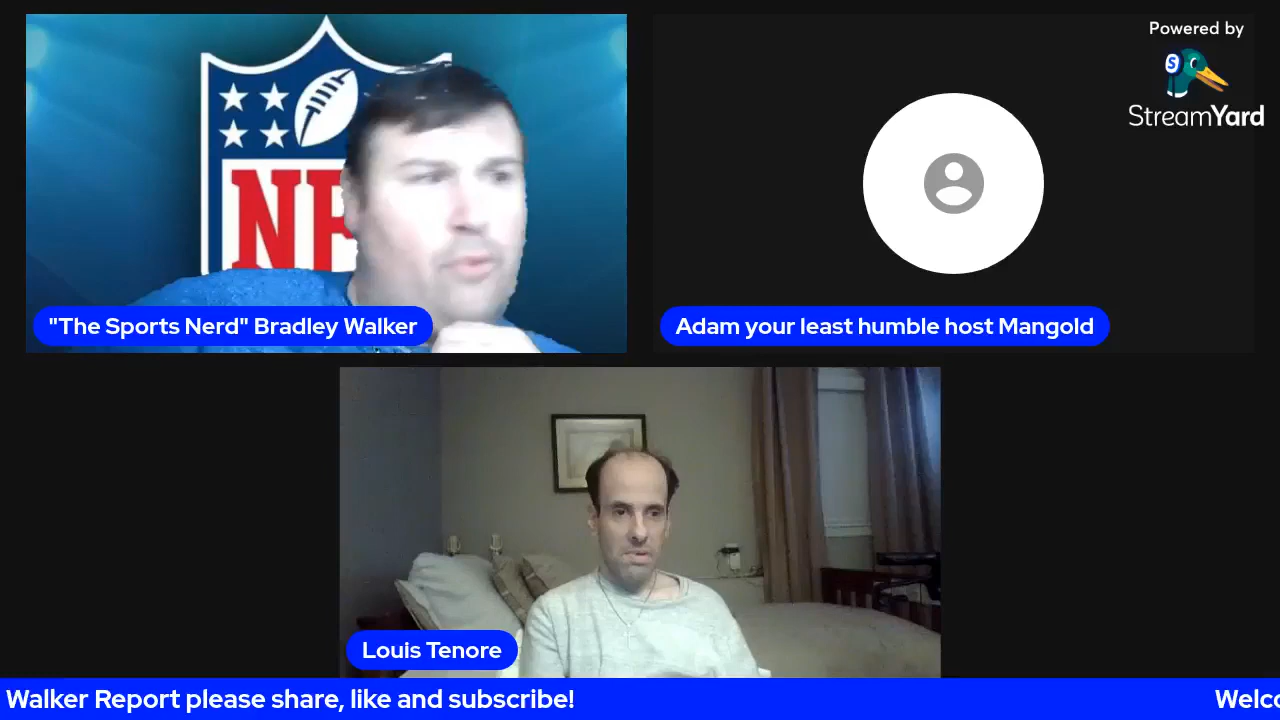 Powered by
S
StreamYard
NF
"The Sports Nerd" Bradley Walker
Adam your least humble host Mangold
Louis Tenore
Walker Report please share, like and subscribe!
Welc